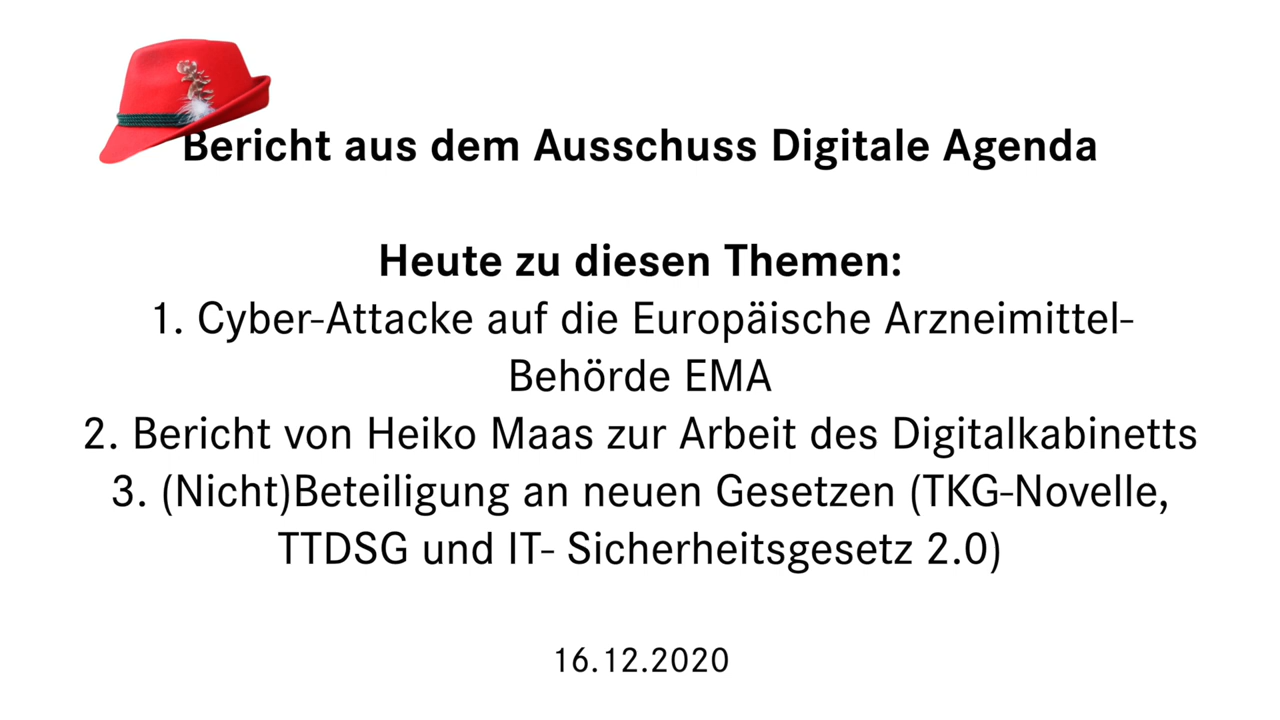 Bericht aus dem Ausschuss Digitale Agenda
Heute zu diesen Themen:
1. Cyber-Attacke auf die Europäische Arzneimittel-
Behörde EMA
2. Bericht von Heiko Maas zur Arbeit des Digitalkabinetts
3. (Nicht)Beteiligung an neuen Gesetzen (TKG-Novelle,
TTDSG und IT- Sicherheitsgesetz 2.0)
16.12.2020